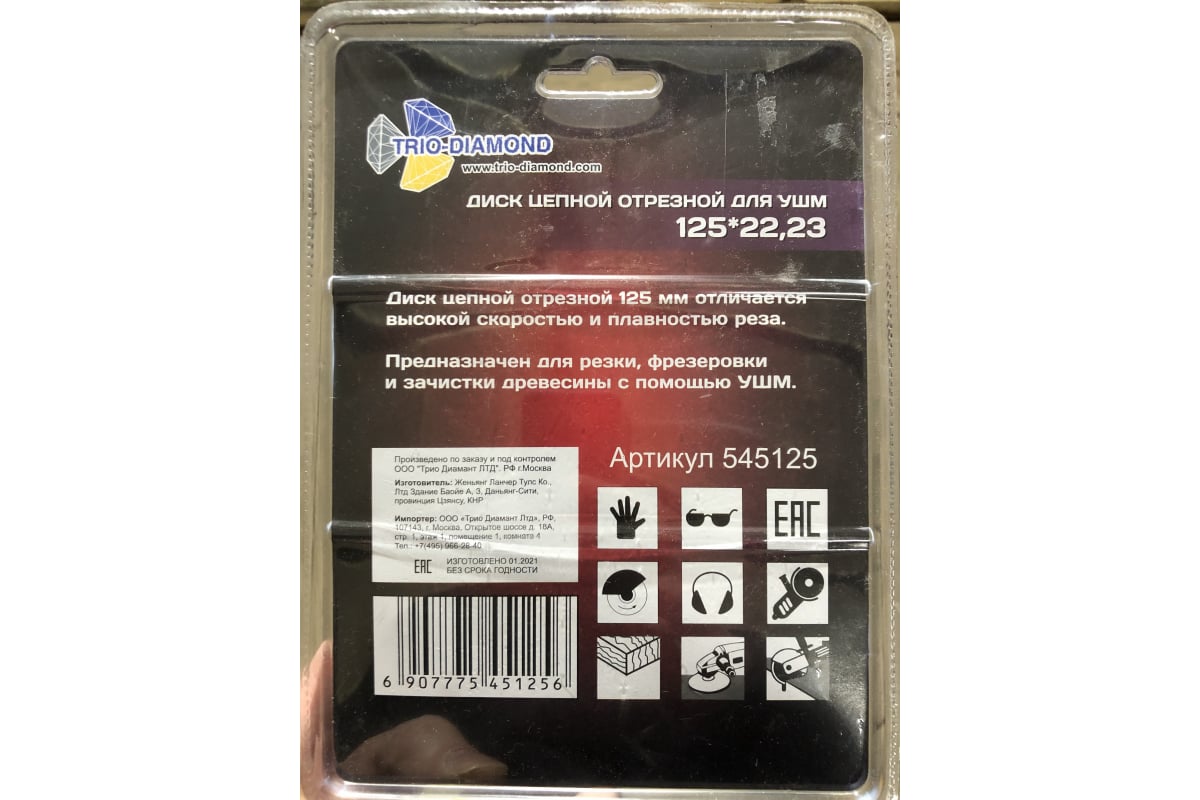 TRIO-DIAMOND
www.trio-diamond.com
ДИСК ЦЕПНОЙ ОТРЕЗНОЙ ДЛЯ УШМ
125*22,23
Диск цепной отрезной 125 мм отличается
высокой скоростью и плавностью реза.
Предназначен для резки, фрезеровки
и зачистки древесины с помощью УШМ.
Произведено по заказу и под контролем
ООО "Трио Диамант ЛТД". РФ г.Москва
Изготовитель: Женьянг Ланчер Тулс Ко.,
Лтд Здание Баойе А, 3, Даньянг-Сити,
провинция Цзянсу, КНР
Импортер: ООО «Трио Диамант Лтд», РФ,
107143, г. Москва, Открытое шоссе д. 18А,
стр. 1, этаж 1, помещение 1, комната 4
Тел.: +7(495) 966-28-40
EAC ИЗГОТОВЛЕНО 01.2021
БЕЗ СРОКА ГОДНОСТИ
Артикул 545125
EAC
6 907775 451256